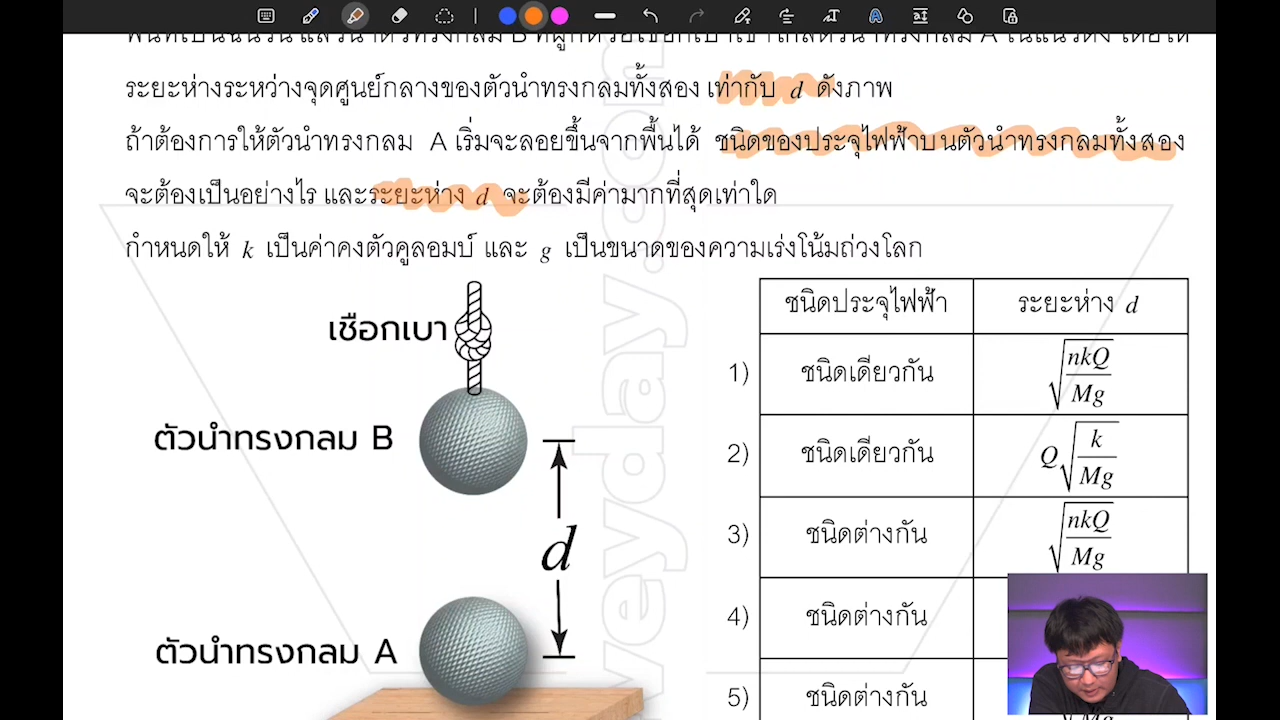 ระยะห่างระหว่างจุดศูนย์กลางของตัวนำทรงกลมทั้งสอง เท่ากับ d ดังภาพ
ถ้าต้องการให้ตัวนำทรงกลม A เริ่มจะลอยขึ้นจากพื้นได้ ชนิดของประจุไฟฟ้าบนตัวนำทรงกลมทั้งสอง
จะต้องเป็นอย่างไร และระยะห่าง d จะต้องมีค่ามากที่สุดเท่าใด
กำหนดให้ k เป็นค่าคงตัวคูลอมบ์ และ g เป็นขนาดของความเร่งโน้มถ่วงโลก
เชือกเบา
ตัวนำทรงกลม B
d
ตัวนำทรงกลม A
ชนิดประจุไฟฟ้า ระยะห่าง d
1) ชนิดเดียวกัน √(nkQ/Mg)
2) ชนิดเดียวกัน Q√(k/Mg)
3) ชนิดต่างกัน √(nkQ/Mg)
4) ชนิดต่างกัน
5) ชนิดต่างกัน